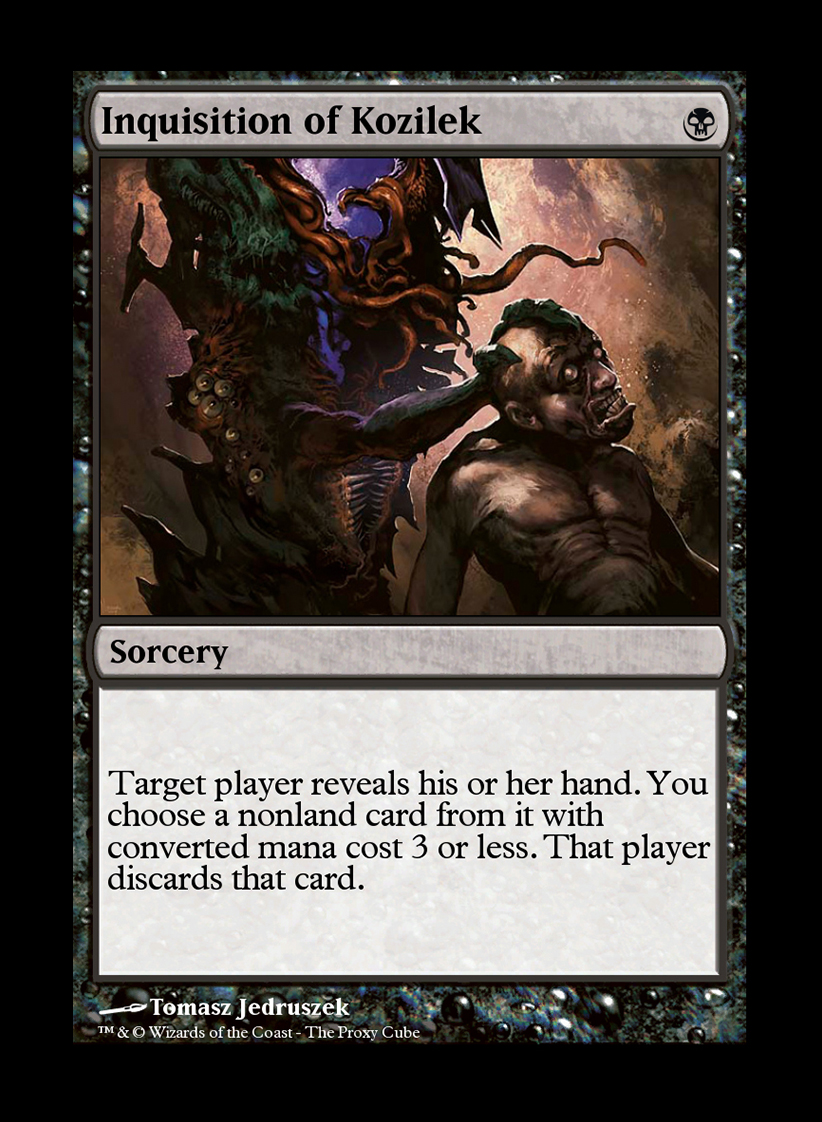 Inquisition of Kozilek
Sorcery
Target player reveals his or her hand. You
choose a nonland card from it with
converted mana cost 3 or less. That player
discards that card.
Tomasz Jedruszek
™ & © Wizards of the Coast - The Proxy Cube